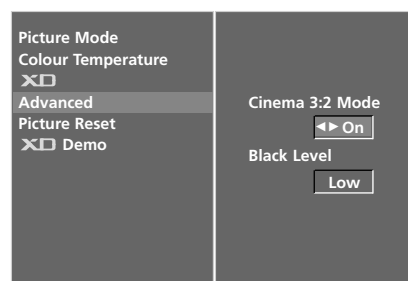 Picture Mode
Colour Temperature
XD
Advanced
Picture Reset
XD Demo
Cinema 3:2 Mode
◀▶ On
Black Level
Low